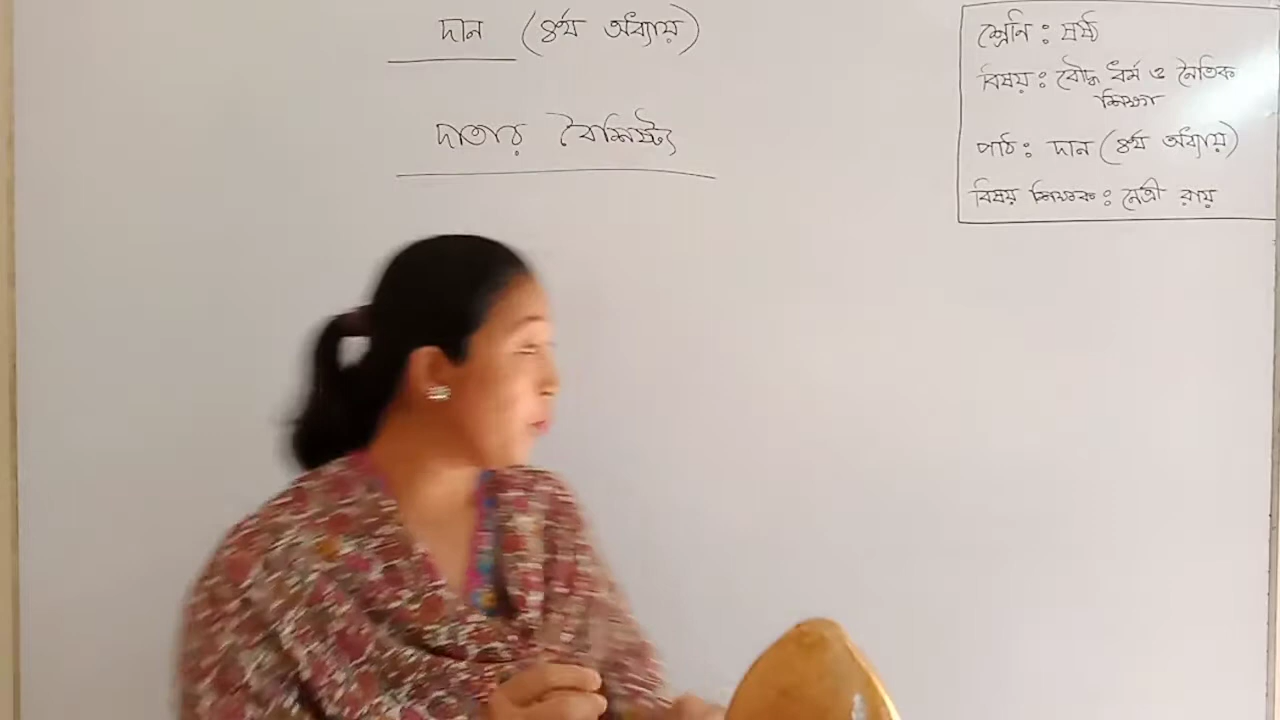 দান (৪র্থ অধ্যায়)
দাতার বৈশিষ্ট্য
শ্রেনি : ষষ্ঠ
বিষয় : বৌদ্ধ ধর্ম ও নৈতিক
শিক্ষা
পাঠ : দান (৪র্থ অধ্যায়)
বিষয় শিক্ষক : মৈত্রী রায়